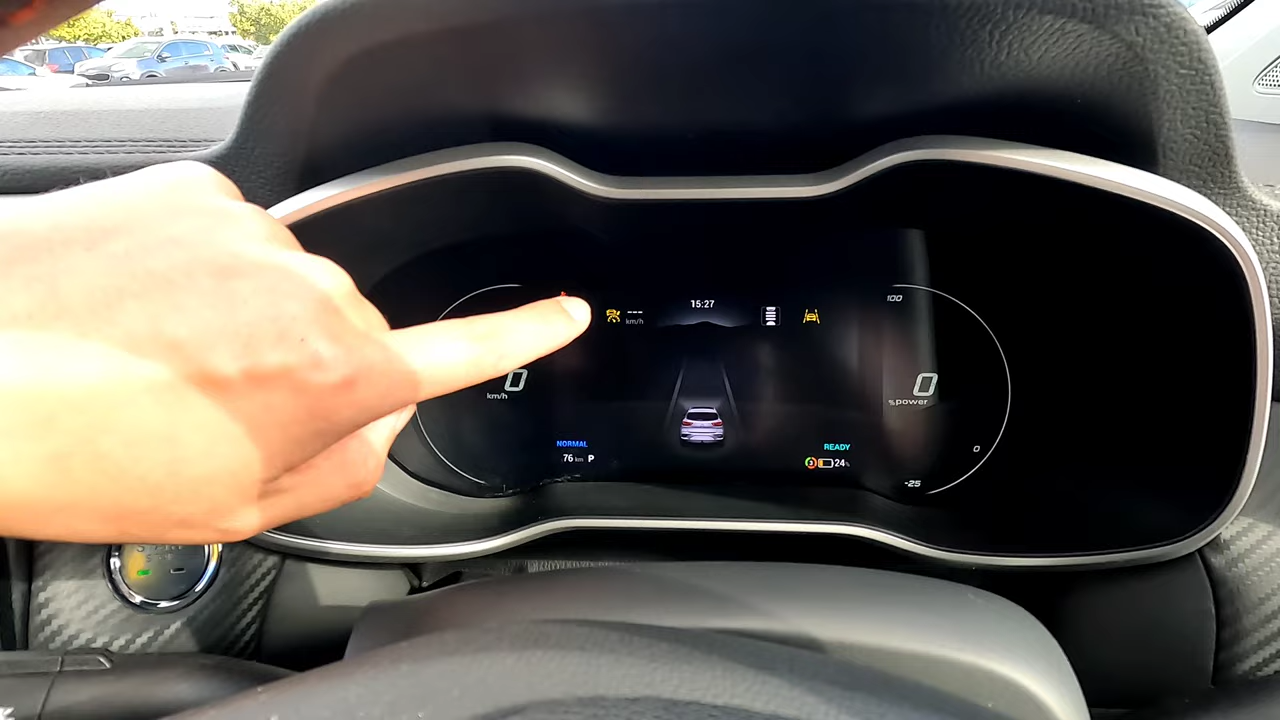 15:27
---
km/h
100
0
km/h
0
%power
NORMAL
READY
0
76 km P
24%
-25